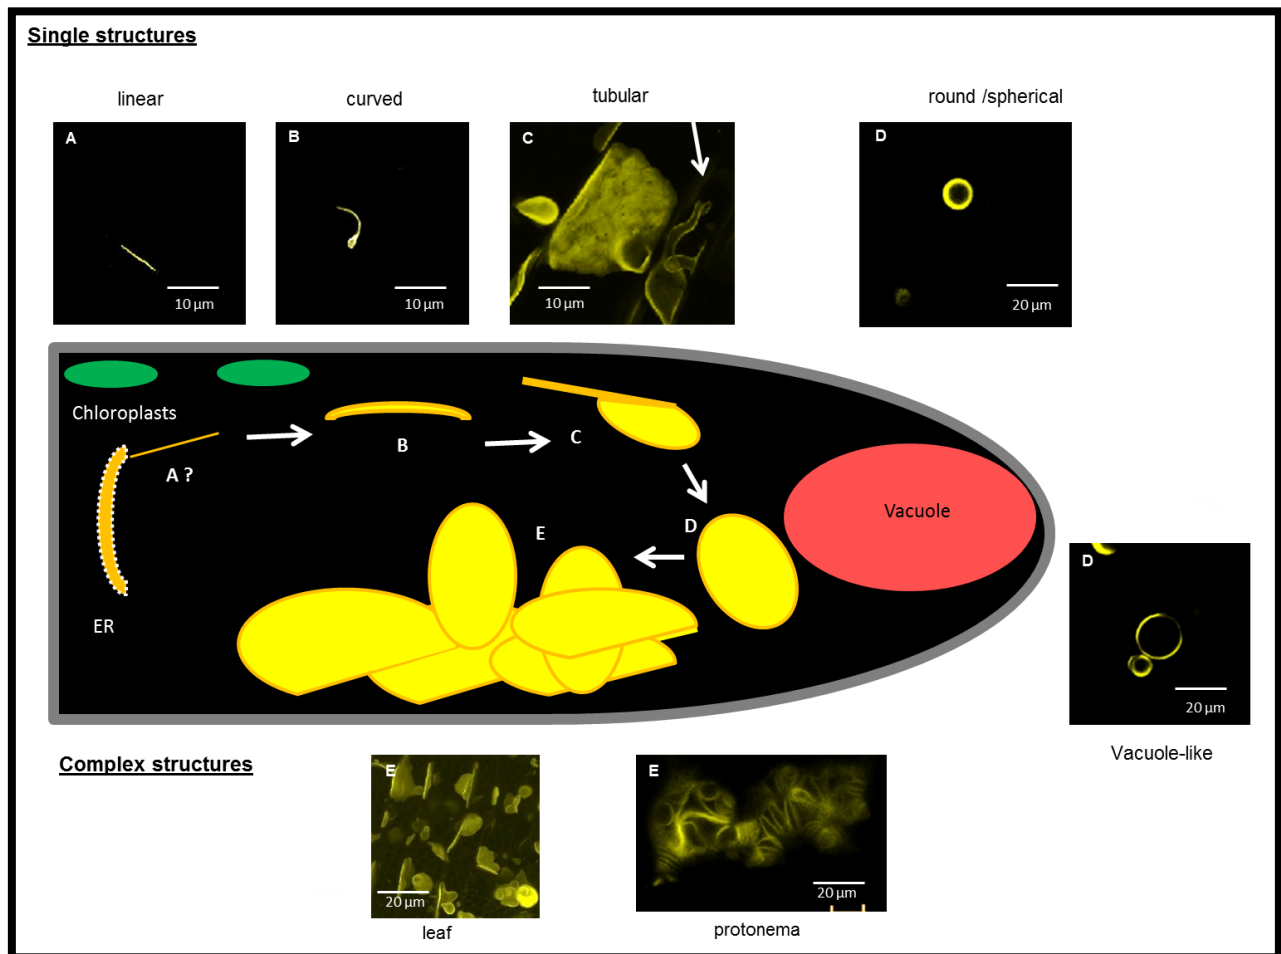 Single structures
linear
curved
tubular
round /spherical
A
B
C
D
10 µm
10 µm
10 µm
20 µm
Chloroplasts
A ?
B
C
Vacuole
D
E
ER
D
20 µm
Vacuole-like
Complex structures
E
E
20 µm
20 µm
leaf
protonema